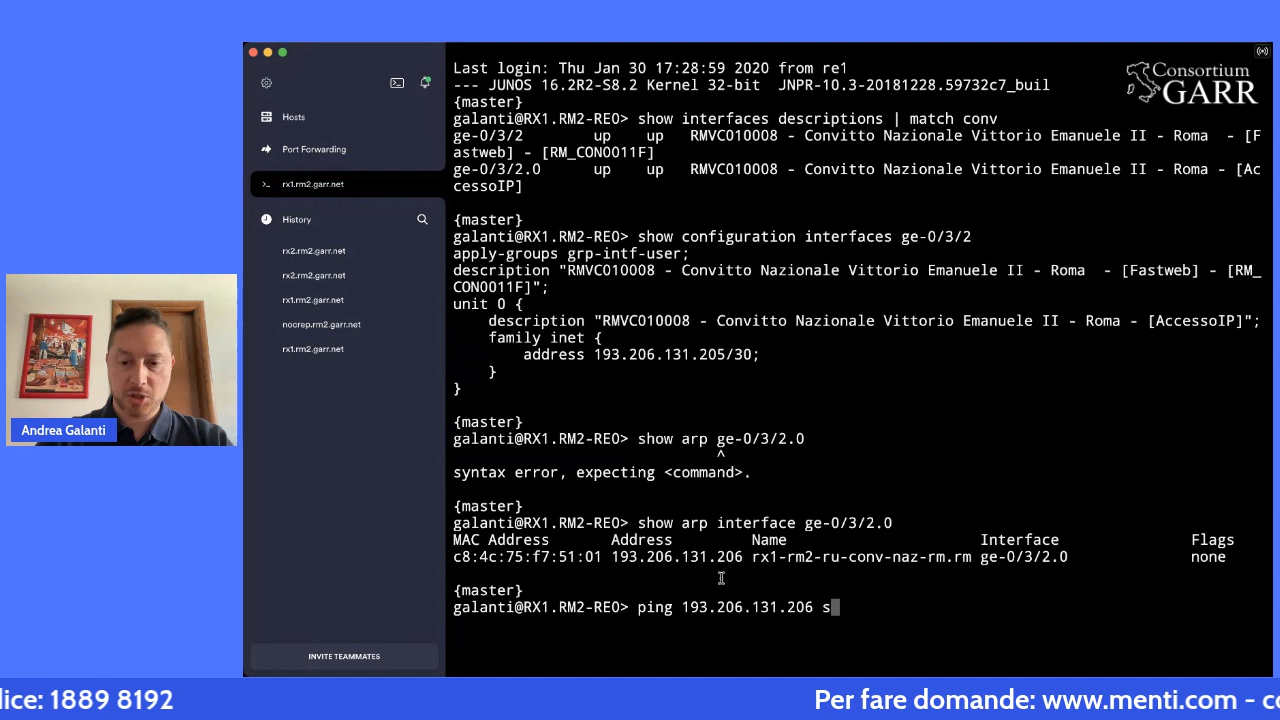 Last login: Thu Jan 30 17:28:59 2020 from re1
--- JUNOS 16.2R2-S8.2 Kernel 32-bit  JNPR-10.3-20181228.59732c7_buil
{master}
galanti@RX1.RM2-RE0> show interfaces descriptions | match conv
ge-0/3/2        up    up   RMVC010008 - Convitto Nazionale Vittorio Emanuele II - Roma  - [F
astweb] - [RM_CON0011F]
ge-0/3/2.0      up    up   RMVC010008 - Convitto Nazionale Vittorio Emanuele II - Roma - [Ac
cessoIP]
{master}
galanti@RX1.RM2-RE0> show configuration interfaces ge-0/3/2
apply-groups grp-intf-user;
description "RMVC010008 - Convitto Nazionale Vittorio Emanuele II - Roma  - [Fastweb] - [RM_
CON0011F]";
unit 0 {
    description "RMVC010008 - Convitto Nazionale Vittorio Emanuele II - Roma - [AccessoIP]";
    family inet {
        address 193.206.131.205/30;
    }
}
{master}
galanti@RX1.RM2-RE0> show arp ge-0/3/2.0
                              ^
syntax error, expecting <command>.
{master}
galanti@RX1.RM2-RE0> show arp interface ge-0/3/2.0
MAC Address       Address         Name                      Interface               Flags
c8:4c:75:f7:51:01 193.206.131.206 rx1-rm2-ru-conv-naz-rm.rm ge-0/3/2.0              none
{master}
galanti@RX1.RM2-RE0> ping 193.206.131.206 s
Consortium
GARR
Hosts
Port Forwarding
rx1.rm2.garr.net
History
rx2.rm2.garr.net
rx2.rm2.garr.net
rx1.rm2.garr.net
nocrep.rm2.garr.net
rx1.rm2.garr.net
INVITE TEAMMATES
Andrea Galanti
dice: 1889 8192
Per fare domande: www.menti.com - co